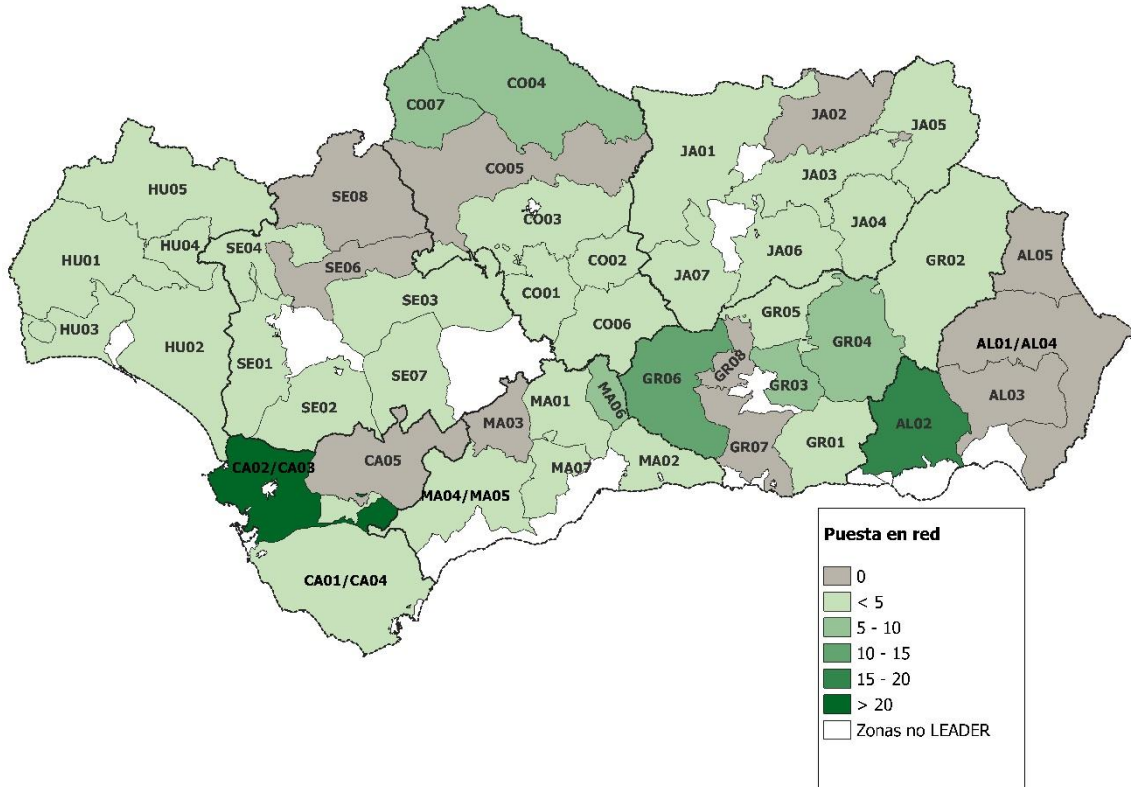 CO04
CO07
JA02
JA05
JA01
CO05
JA03
HU05
SE08
CO03
JA04
HU04
SE04
JA06
HU01
CO02
GR02
AL05
SE06
JA07
CO01
SE03
GR05
HU03
CO06
GR04
AL01/AL04
HU02
SE01
GR08
SE07
GR06
GR03
AL03
MA06
SE02
MA01
AL02
MA03
GR01
GR07
CA05
MA02
CA02/CA03
MA07
MA04/MA05
CA01/CA04
Puesta en red
0
< 5
5 - 10
10 - 15
15 - 20
> 20
Zonas no LEADER